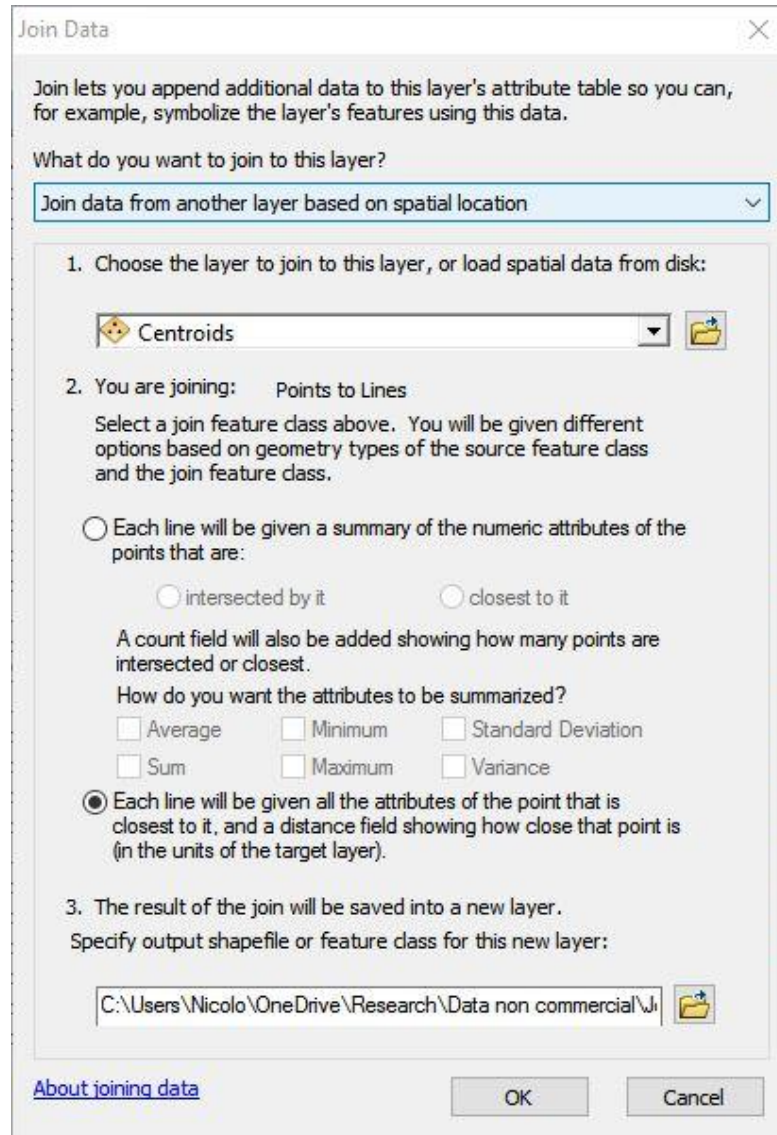 Join Data
Join lets you append additional data to this layer's attribute table so you can,
for example, symbolize the layer's features using this data.
What do you want to join to this layer?
Join data from another layer based on spatial location
1. Choose the layer to join to this layer, or load spatial data from disk:
Centroids
2. You are joining: Points to Lines
Select a join feature class above. You will be given different
options based on geometry types of the source feature class
and the join feature class.
Each line will be given a summary of the numeric attributes of the
points that are:
intersected by it closest to it
A count field will also be added showing how many points are
intersected or closest.
How do you want the attributes to be summarized?
Average Minimum Standard Deviation
Sum Maximum Variance
Each line will be given all the attributes of the point that is
closest to it, and a distance field showing how close that point is
(in the units of the target layer).
3. The result of the join will be saved into a new layer.
Specify output shapefile or feature class for this new layer:
C:\Users\Nicolo\OneDrive\Research\Data non commercial\
About joining data OK Cancel